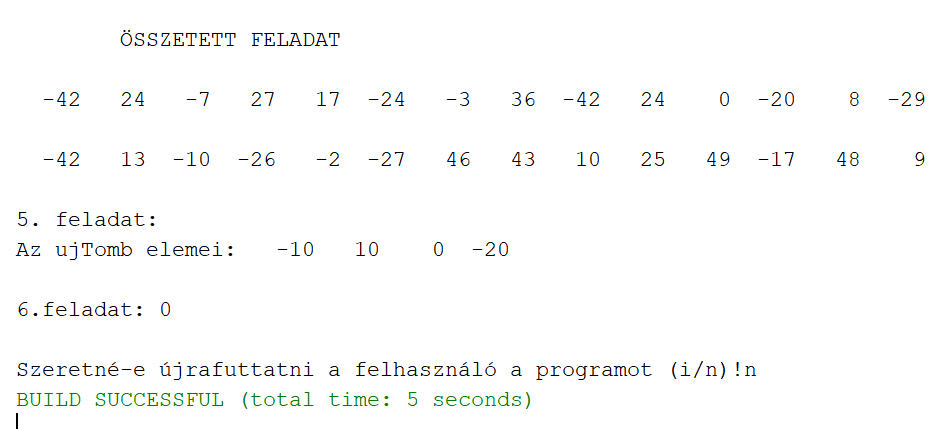 ÖSSZETETT FELADAT
-42 24 -7 27 17 -24 -3 36 -42 24 0 -20 8 -29
-42 13 -10 -26 -2 -27 46 43 10 25 49 -17 48 9
5. feladat:
Az ujTomb elemei: -10 10 0 -20
6.feladat: 0
Szeretné-e újrafuttatni a felhasználó a programot (i/n)!n
BUILD SUCCESSFUL (total time: 5 seconds)